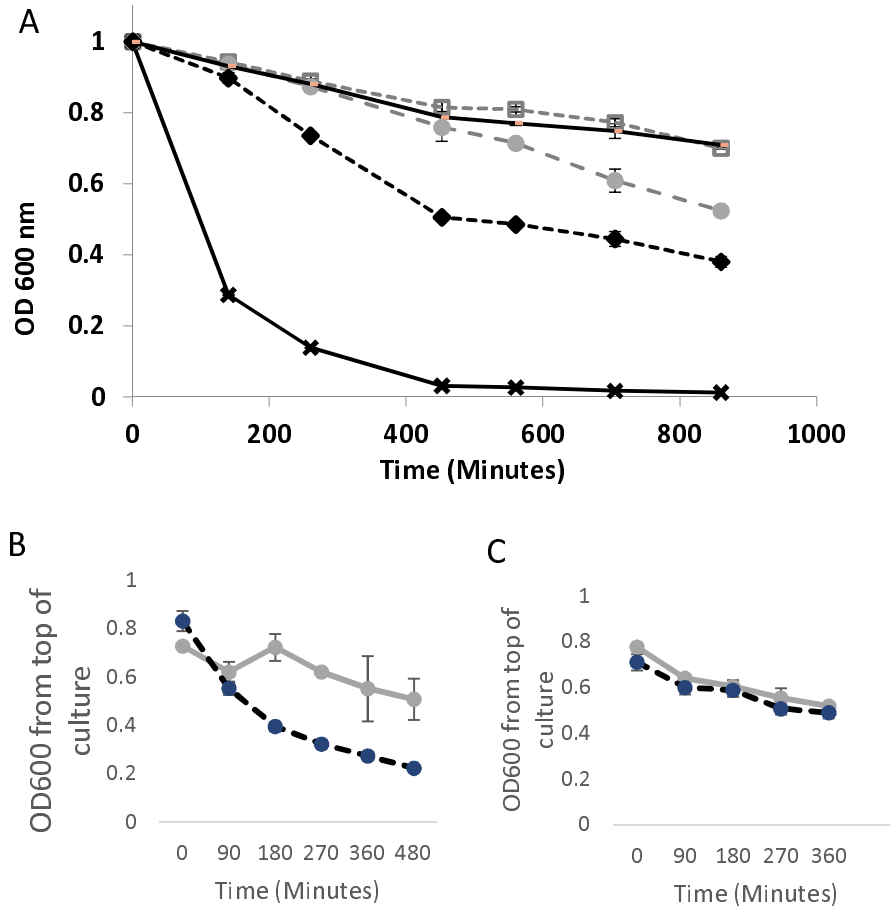 A
1
0.8
0.6
0.4
0.2
0
OD 600 nm
0 200 400 600 800 1000
Time (Minutes)
B
1
0.8
0.6
0.4
0.2
0
OD600 from top of
culture
0 90 180 270 360 480
Time (Minutes)
C
1
0.8
0.6
0.4
0.2
0
OD600 from top of
culture
0 90 180 270 360
Time (Minutes)